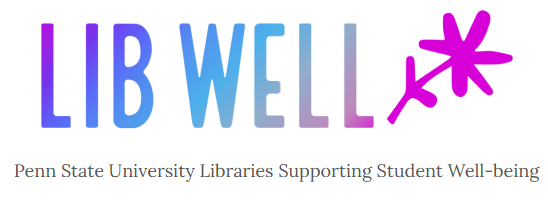 LIB WELL
Penn State University Libraries Supporting Student Well-being